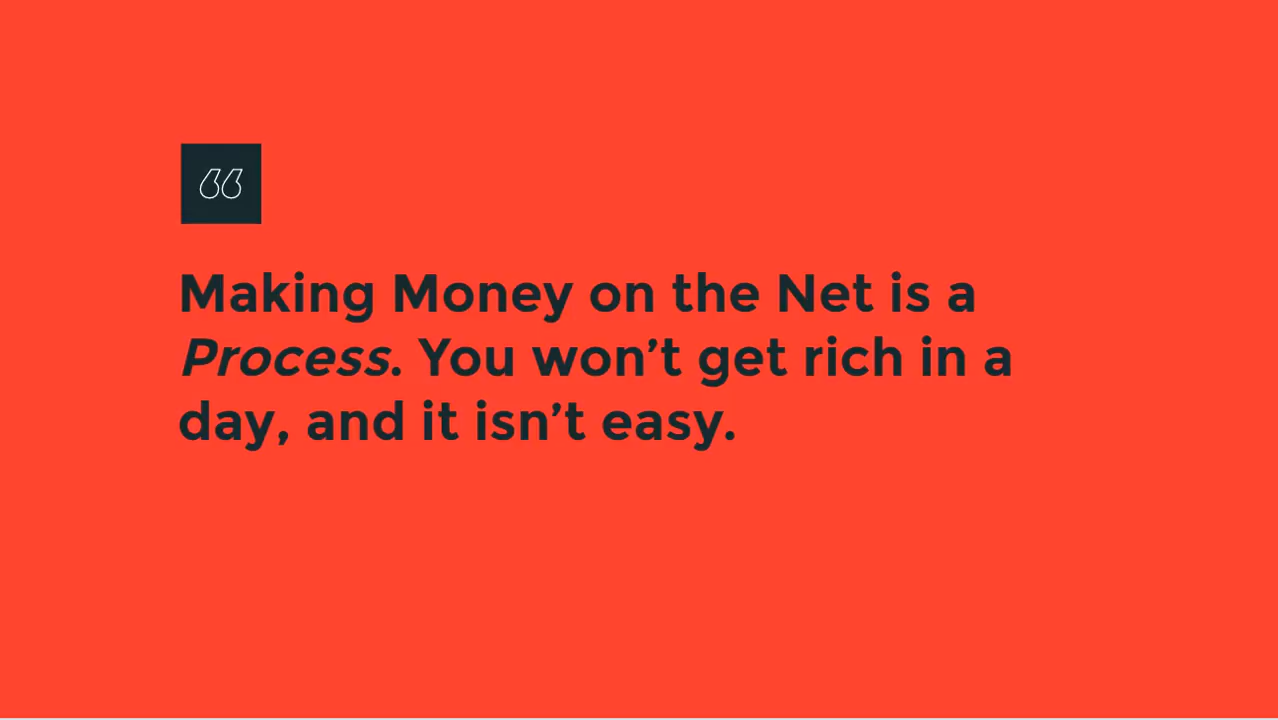 “
Making Money on the Net is a
Process. You won’t get rich in a
day, and it isn’t easy.